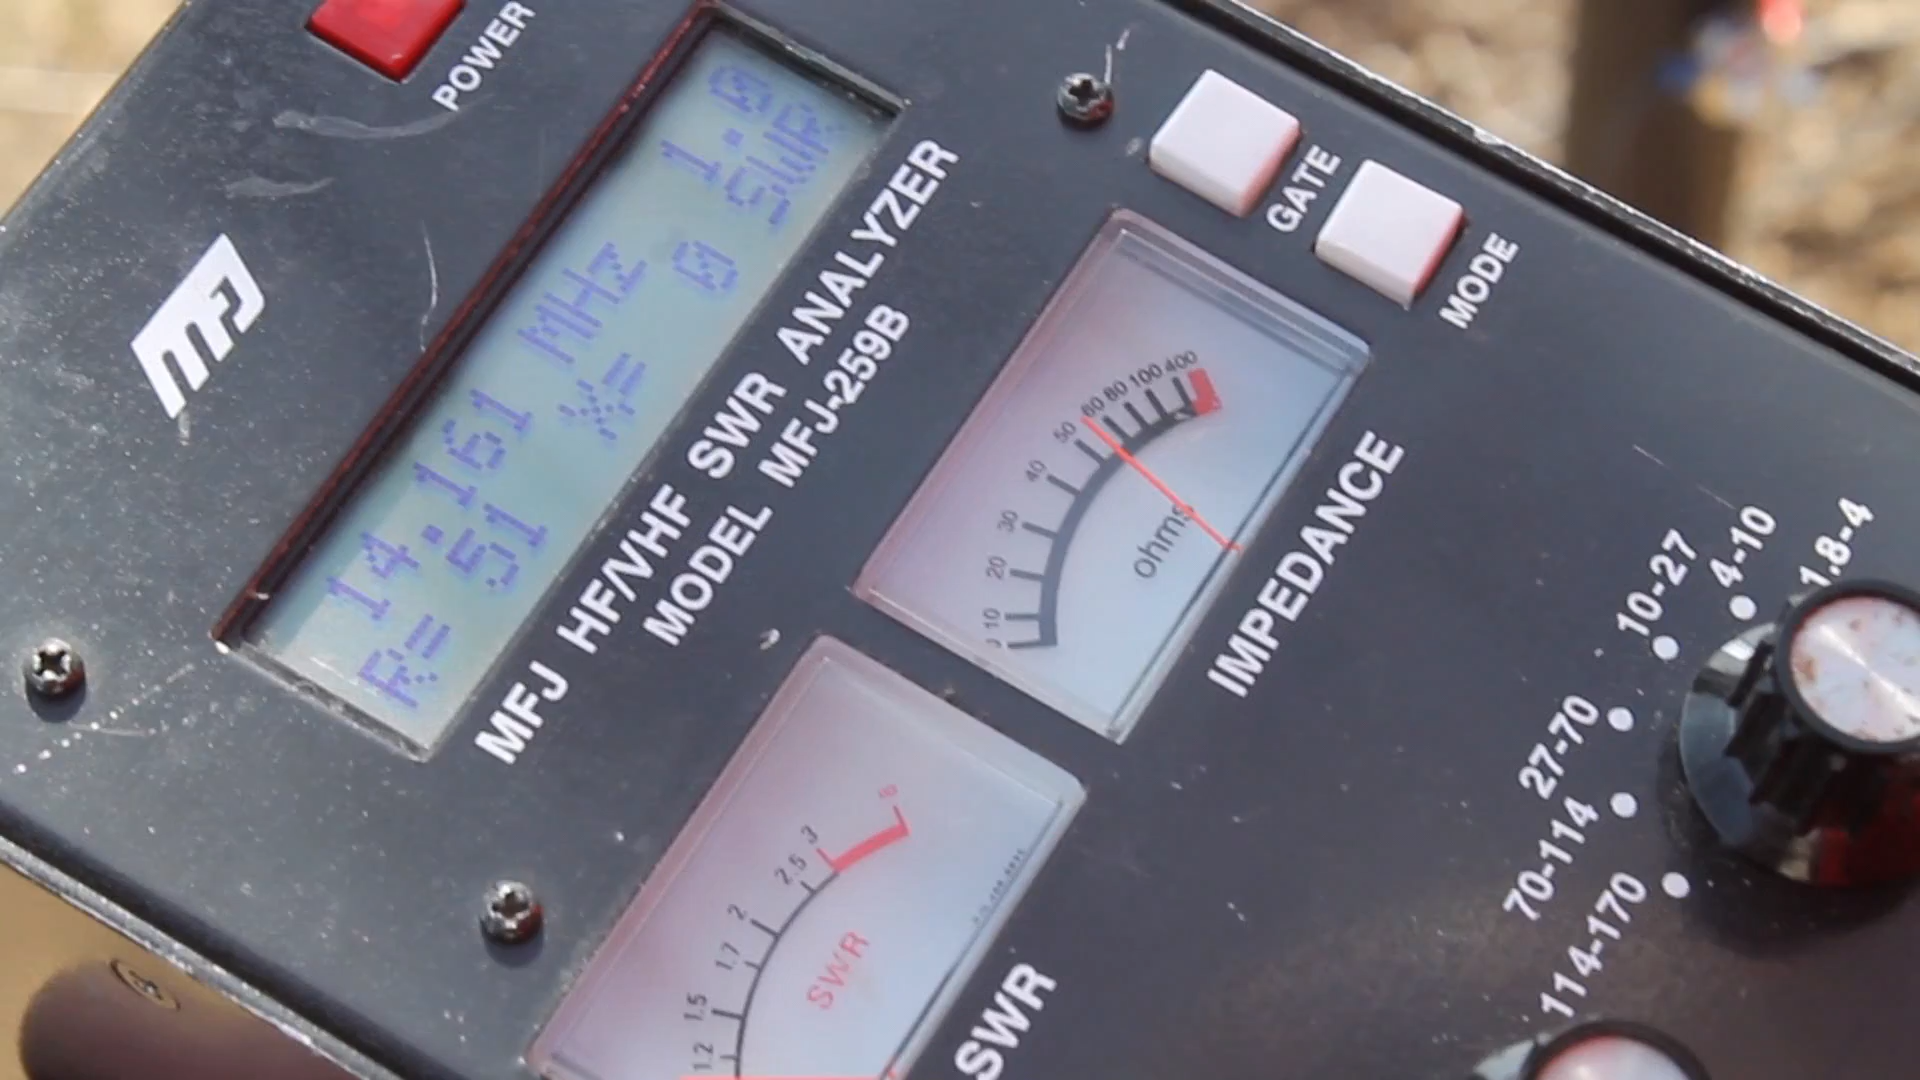 POWER
MFJ
14.161 MHz 1.0
R= 51 X= 0 SWR
MFJ HF/VHF SWR ANALYZER
MODEL MFJ-259B
GATE
MODE
10 20 30 40 50 60 80 100 400
ohms
IMPEDANCE
1.2 1.5 1.7 2 2.5 3
SWR
SWR
1.8-4
4-10
10-27
27-70
70-114
114-170